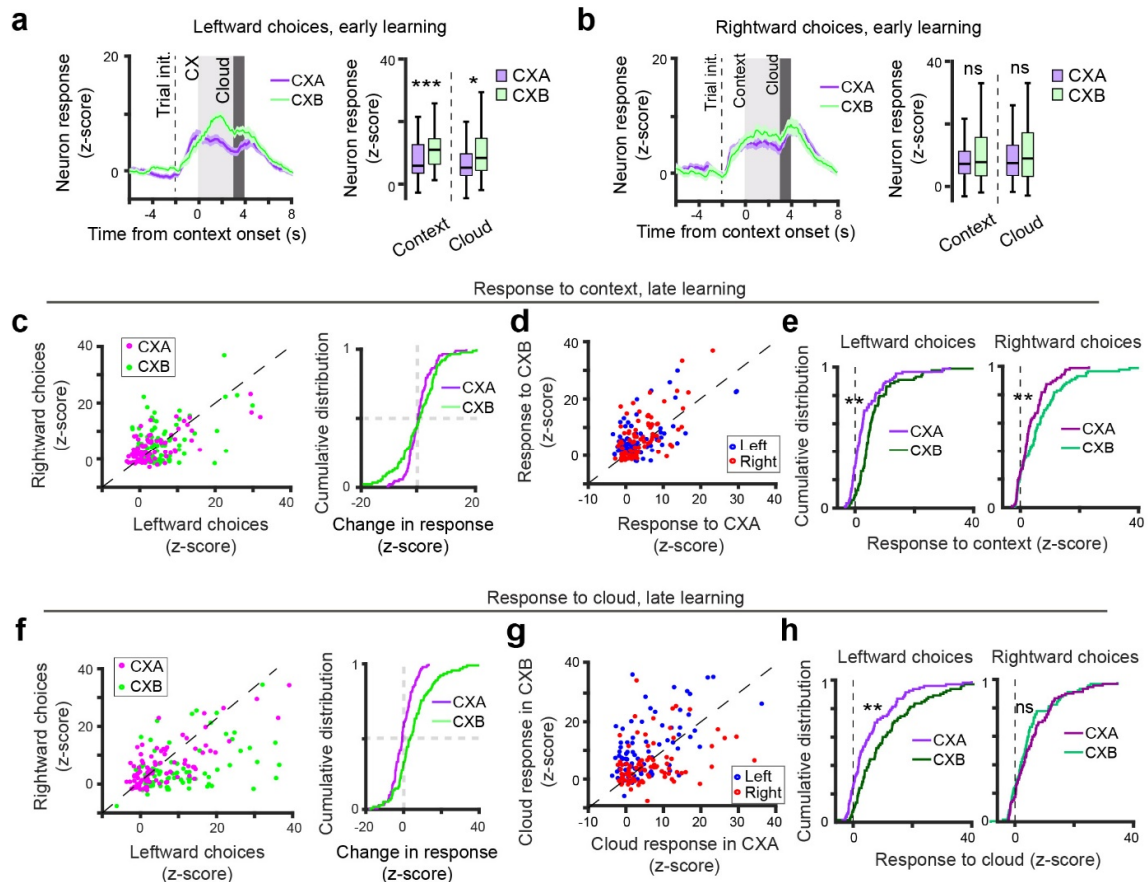 a
Leftward choices, early learning
Neuron response
(z-score)
20
0
Trial init.
CX
Cloud
CXA
CXB
-4
0
4
8
Time from context onset (s)
Neuron response
(z-score)
40
0
***
*
CXA
CXB
Context
Cloud
b
Rightward choices, early learning
Neuron response
(z-score)
20
0
Trial init.
Context
Cloud
CXA
CXB
-4
0
4
8
Time from context onset (s)
Neuron response
(z-score)
40
0
ns
ns
CXA
CXB
Context
Cloud
Response to context, late learning
c
Rightward choices
(z-score)
40
20
0
CXA
CXB
0
20
40
Leftward choices
(z-score)
Cumulative distribution
1
0
CXA
CXB
-20
0
20
Change in response
(z-score)
d
Response to CXB
(z-score)
40
20
0
Left
Right
-10
0
10
20
30
40
Response to CXA
(z-score)
e
Leftward choices
Cumulative distribution
1
0
**
CXA
CXB
0
40
Rightward choices
1
0
**
CXA
CXB
0
40
Response to context (z-score)
Response to cloud, late learning
f
Rightward choices
(z-score)
40
20
0
CXA
CXB
0
20
40
Leftward choices
(z-score)
Cumulative distribution
1
0
CXA
CXB
-20
0
40
Change in response
(z-score)
g
Cloud response in CXB
(z-score)
40
20
0
Left
Right
0
10
20
30
40
Cloud response in CXA
(z-score)
h
Leftward choices
Cumulative distribution
1
0
**
CXA
CXB
0
40
Rightward choices
1
0
ns
CXA
CXB
0
40
Response to cloud (z-score)